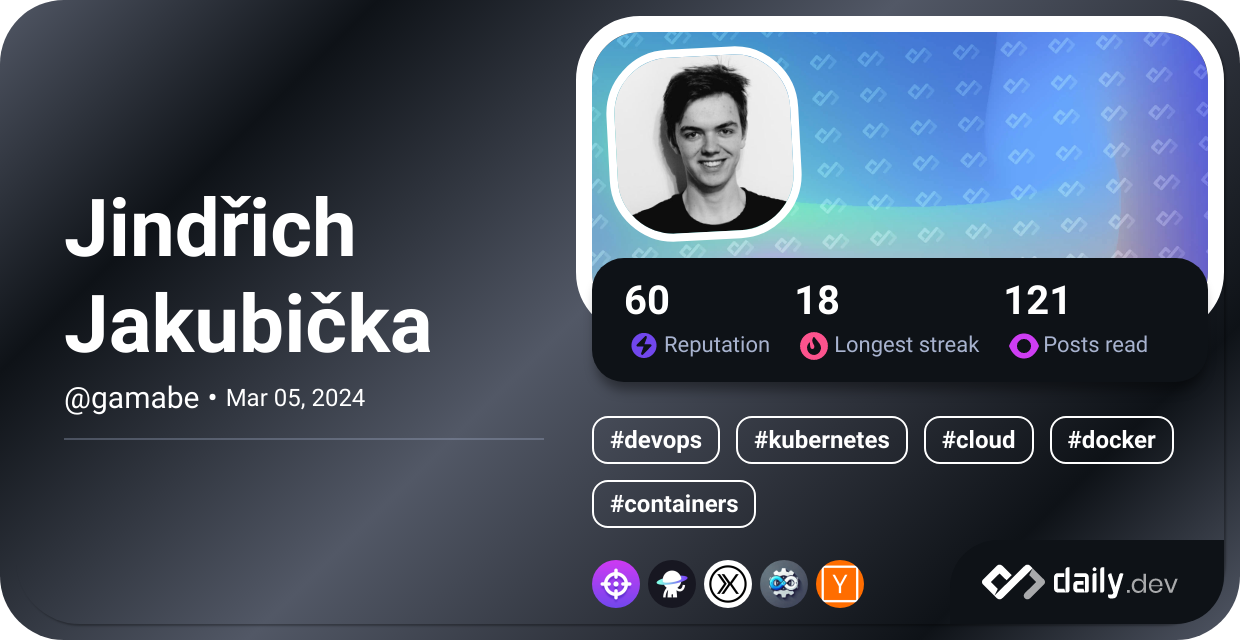 Jindřich
Jakubička
@gamabe • Mar 05, 2024
60 18 121
Reputation Longest streak Posts read
#devops #kubernetes #cloud #docker
#containers
Y
daily.dev